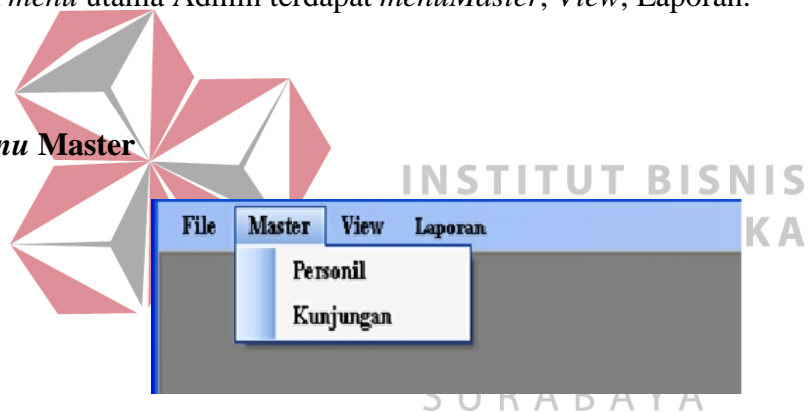 menu utama Admin terdapat menuMaster, View, Laporan.
nu Master
INSTITUT BISNIS
KA
File Master View Laporan
Personil
Kunjungan
SURABAYA